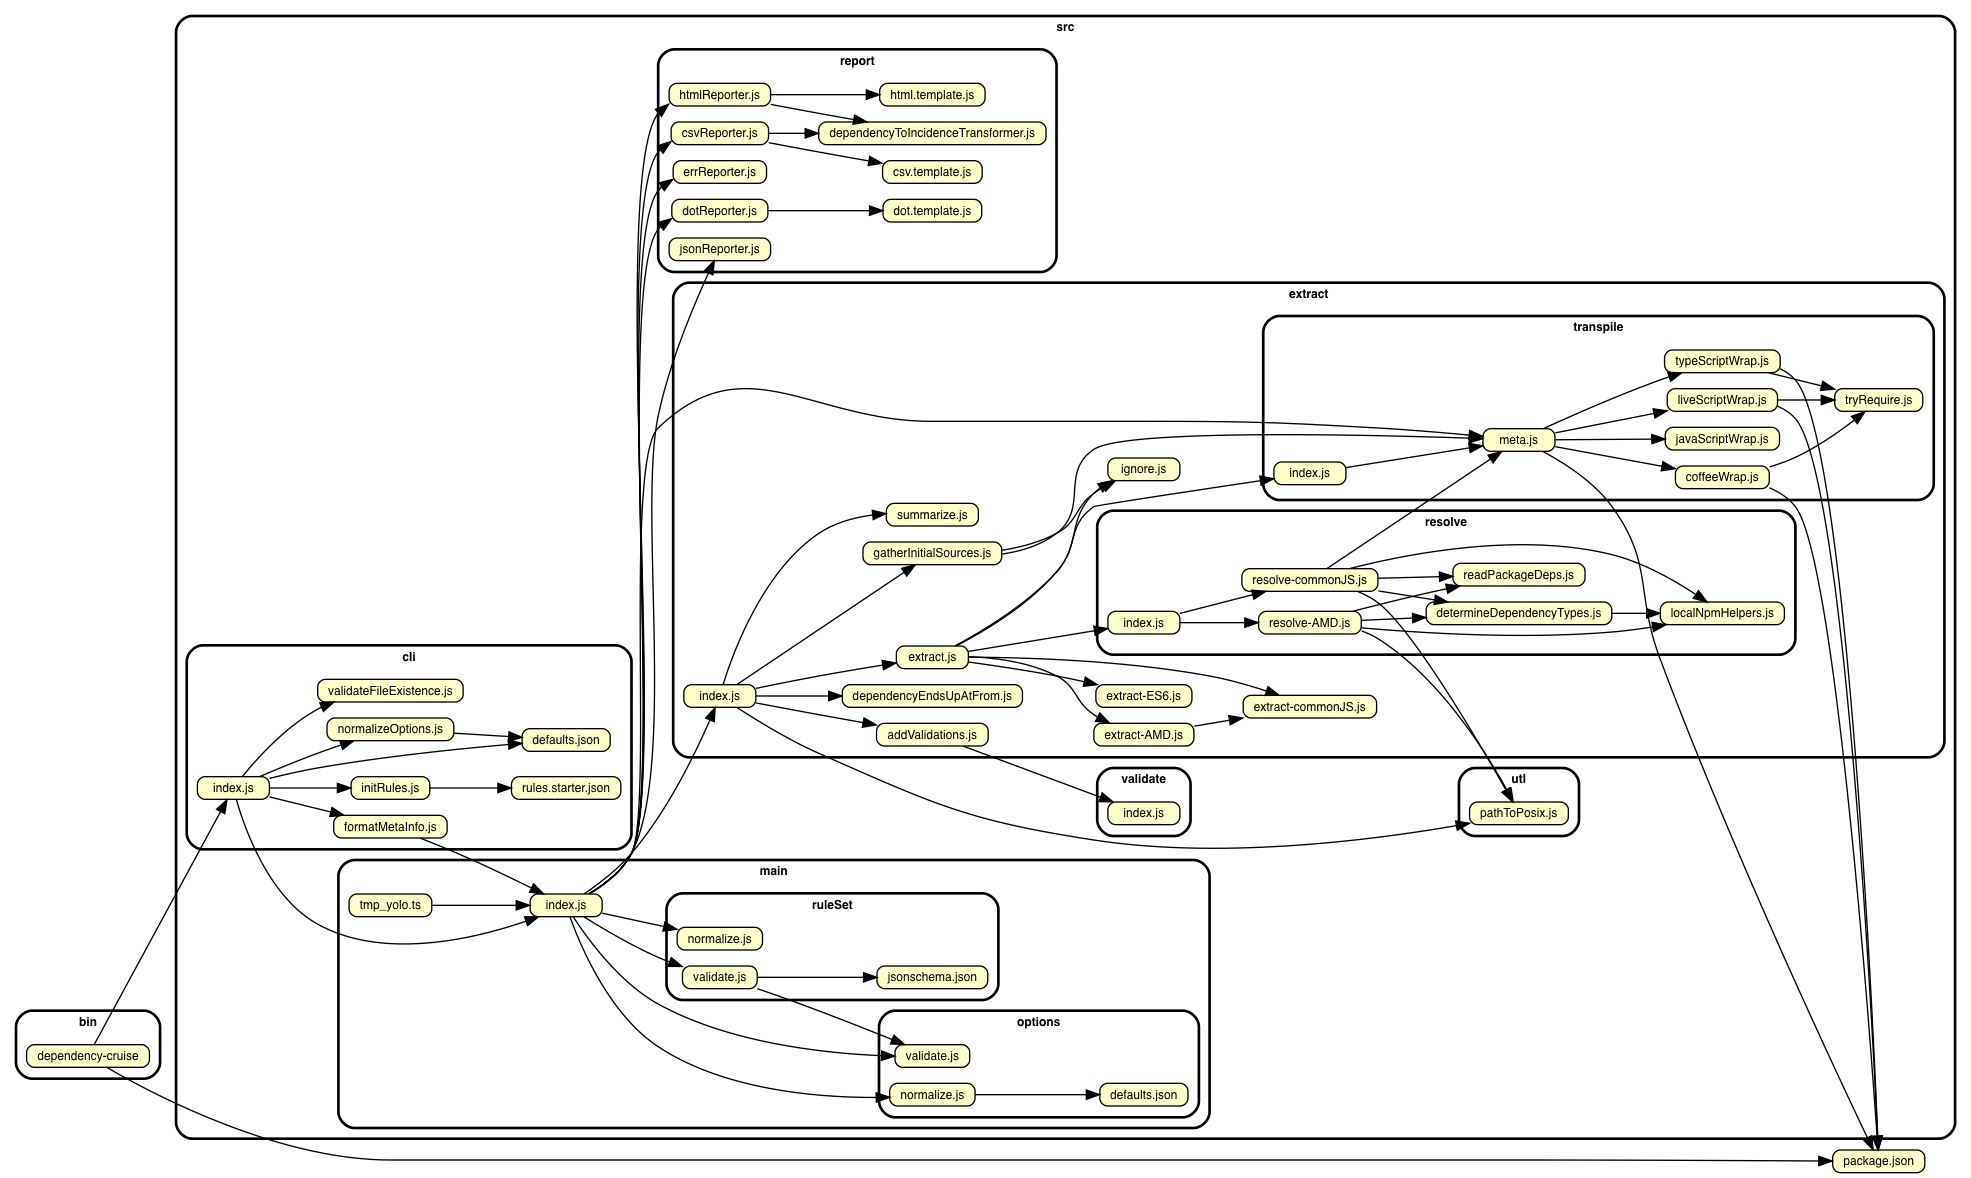 src
report
htmlReporter.js
html.template.js
csvReporter.js
dependencyToIncidenceTransformer.js
errReporter.js
csv.template.js
dotReporter.js
dot.template.js
jsonReporter.js
extract
transpile
typeScriptWrap.js
liveScriptWrap.js
tryRequire.js
meta.js
javaScriptWrap.js
ignore.js
index.js
coffeeWrap.js
summarize.js
resolve
gatherInitialSources.js
resolve-commonJS.js
readPackageDeps.js
index.js
resolve-AMD.js
determineDependencyTypes.js
localNpmHelpers.js
extract.js
index.js
dependencyEndsUpAtFrom.js
extract-ES6.js
extract-commonJS.js
addValidations.js
extract-AMD.js
cli
validateFileExistence.js
normalizeOptions.js
defaults.json
index.js
initRules.js
rules.starter.json
formatMetaInfo.js
validate
index.js
utl
pathToPosix.js
main
tmp_yolo.ts
index.js
ruleSet
normalize.js
validate.js
jsonschema.json
options
validate.js
normalize.js
defaults.json
bin
dependency-cruise
package.json